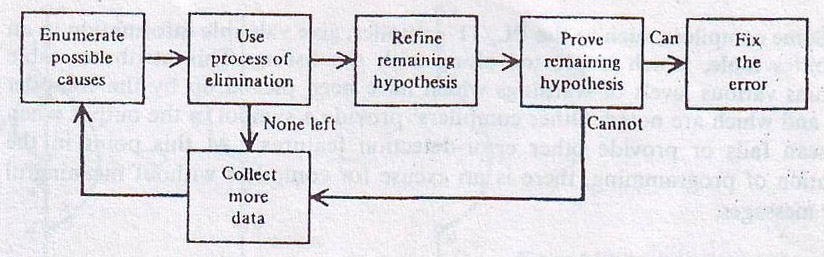 Enunerate
possible
causes
Use
process of
elimination
Refine
remaining
hypothesis
Prove
remaining
hypothesis
Can
Fix
the
error
None left
Cannot
Collect
more
data